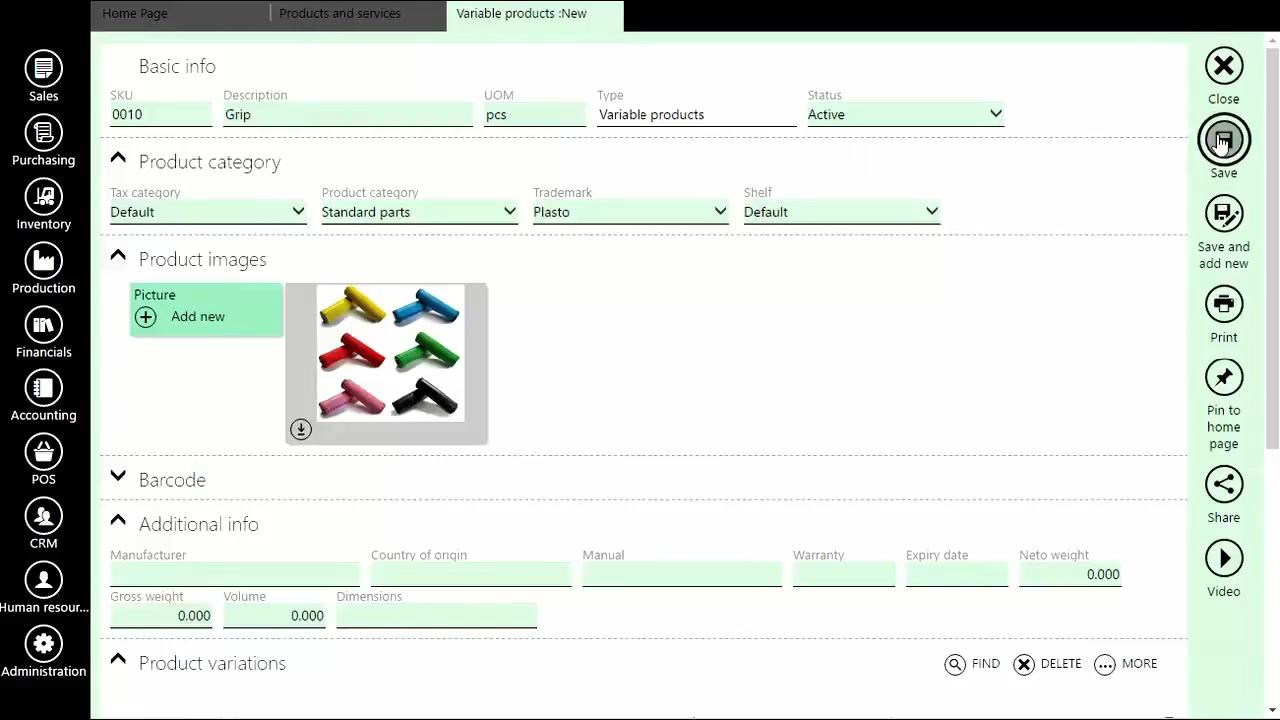 Home Page
Products and services
Variable products :New
Sales
Purchasing
Inventory
Production
Financials
Accounting
POS
CRM
Human resour...
Administration
Basic info
SKU Description UOM Type Status
0010 Grip pcs Variable products Active
Product category
Tax category Product category Trademark Shelf
Default Standard parts Plasto Default
Product images
Picture
Add new
Barcode
Additional info
Manufacturer Country of origin Manual Warranty Expiry date Neto weight
0.000
Gross weight Volume Dimensions
0.000 0.000
Product variations FIND DELETE MORE
Close
Save
Save and
add new
Print
Pin to
home
page
Share
Video